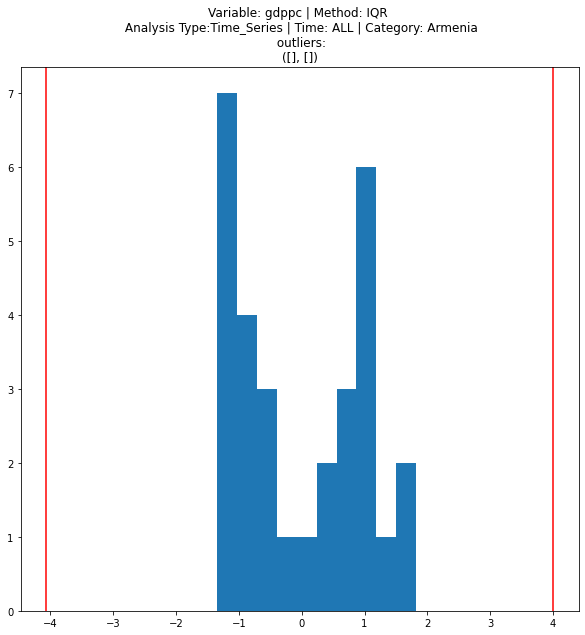 Variable: gdppc | Method: IQR
Analysis Type:Time_Series | Time: ALL | Category: Armenia
outliers:
([], [])
7
6
5
4
3
2
1
0
−4 −3 −2 −1 0 1 2 3 4